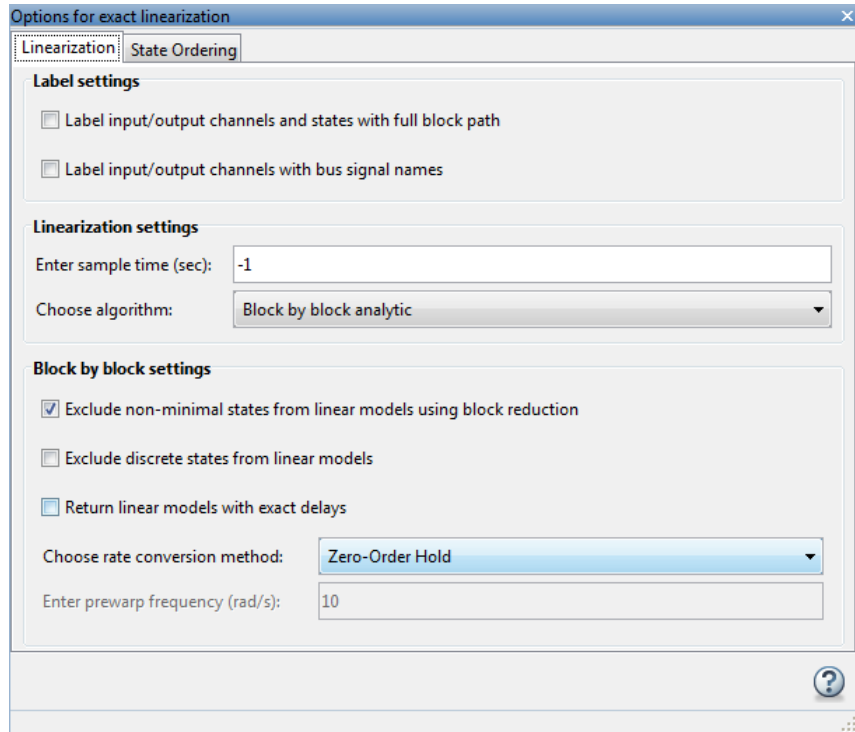 Options for exact linearization
Linearization State Ordering
Label settings
Label input/output channels and states with full block path
Label input/output channels with bus signal names
Linearization settings
Enter sample time (sec): -1
Choose algorithm: Block by block analytic
Block by block settings
Exclude non-minimal states from linear models using block reduction
Exclude discrete states from linear models
Return linear models with exact delays
Choose rate conversion method: Zero-Order Hold
Enter prewarp frequency (rad/s): 10
?